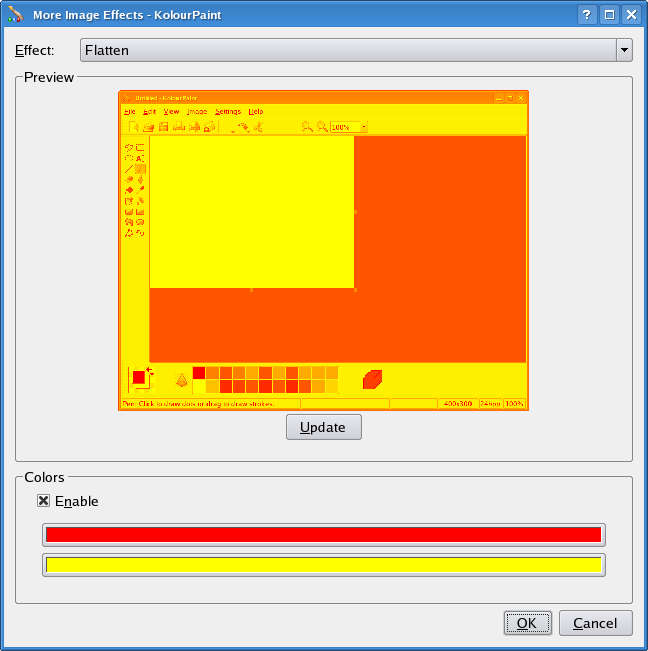 More Image Effects - KolourPaint
Effect: Flatten
Preview
Untitled - KolourPaint
File Edit View Image Settings Help
100%
A
Pen: Click to draw dots or drag to draw strokes. 400x300 24bpp 100%
Update
Colors
Enable
OK Cancel